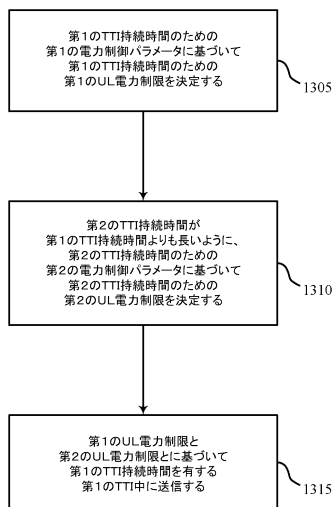 第1のTTI持続時間のための
第1の電力制御パラメータに基づいて
第1のTTI持続時間のための
第1のUL電力制限を決定する
1305
第2のTTI持続時間が
第1のTTI持続時間よりも長いように、
第2のTTI持続時間のための
第2の電力制御パラメータに基づいて
第2のTTI持続時間のための
第2のUL電力制限を決定する
1310
第1のUL電力制限と
第2のUL電力制限とに基づいて
第1のTTI持続時間を有する
第1のTTI中に送信する
1315